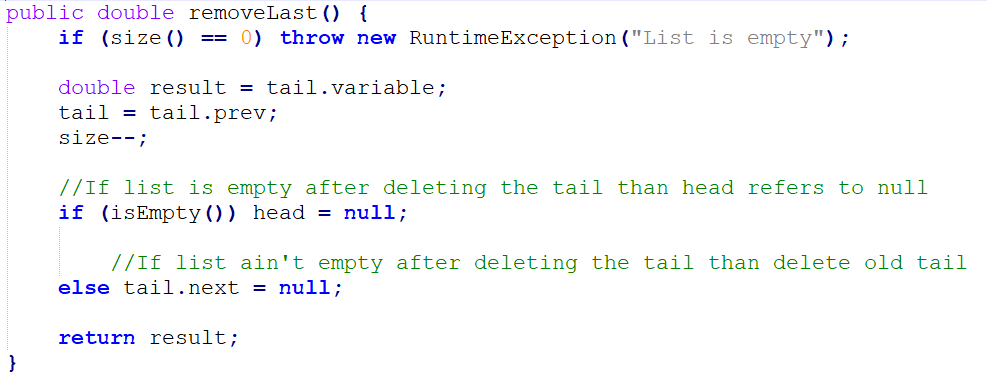 public double removeLast() {
    if (size() == 0) throw new RuntimeException("List is empty");
    double result = tail.variable;
    tail = tail.prev;
    size--;
    //If list is empty after deleting the tail than head refers to null
    if (isEmpty()) head = null;
        //If list ain't empty after deleting the tail than delete old tail
    else tail.next = null;
    return result;
}